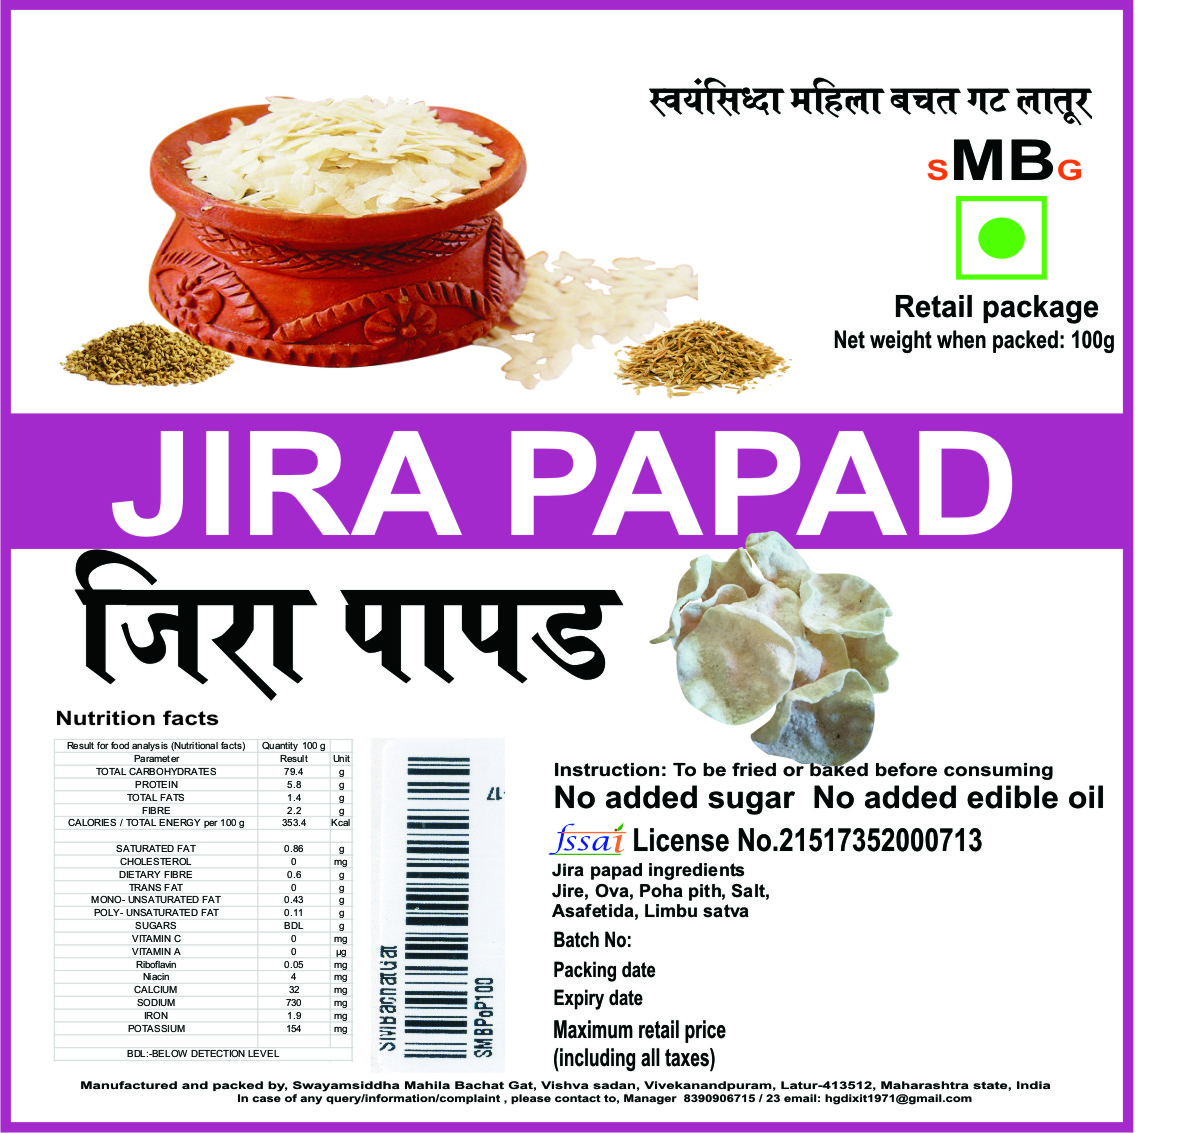 स्वयंसिध्दा महिला बचत गट लातूर
SMBG
Retail package
Net weight when packed: 100g
JIRA PAPAD
जिरा पापड
Nutrition facts
Result for food analysis (Nutritional facts) Quantity 100 g
Parameter Result Unit
TOTAL CARBOHYDRATES 79.4 g
PROTEIN 5.8 g
TOTAL FATS 1.4 g
FIBRE 2.2 g
CALORIES / TOTAL ENERGY per 100 g 353.4 Kcal
SATURATED FAT 0.86 g
CHOLESTEROL 0 mg
DIETARY FIBRE 0.6 g
TRANS FAT 0 g
MONO- UNSATURATED FAT 0.43 g
POLY- UNSATURATED FAT 0.11 g
SUGARS BDL g
VITAMIN C 0 mg
VITAMIN A 0 µg
Riboflavin 0.05 mg
Niacin 4 mg
CALCIUM 32 mg
SODIUM 730 mg
IRON 1.9 mg
POTASSIUM 154 mg
BDL:-BELOW DETECTION LEVEL
SMBPoP100
Instruction: To be fried or baked before consuming
No added sugar No added edible oil
fssai License No.21517352000713
Jira papad ingredients
Jire, Ova, Poha pith, Salt,
Asafetida, Limbu satva
Batch No:
Packing date
Expiry date
Maximum retail price
(including all taxes)
Manufactured and packed by, Swayamsiddha Mahila Bachat Gat, Vishva sadan, Vivekanandpuram, Latur-413512, Maharashtra state, India
In case of any query/information/complaint , please contact to, Manager 8390906715 / 23 email: hgdixit1971@gmail.com